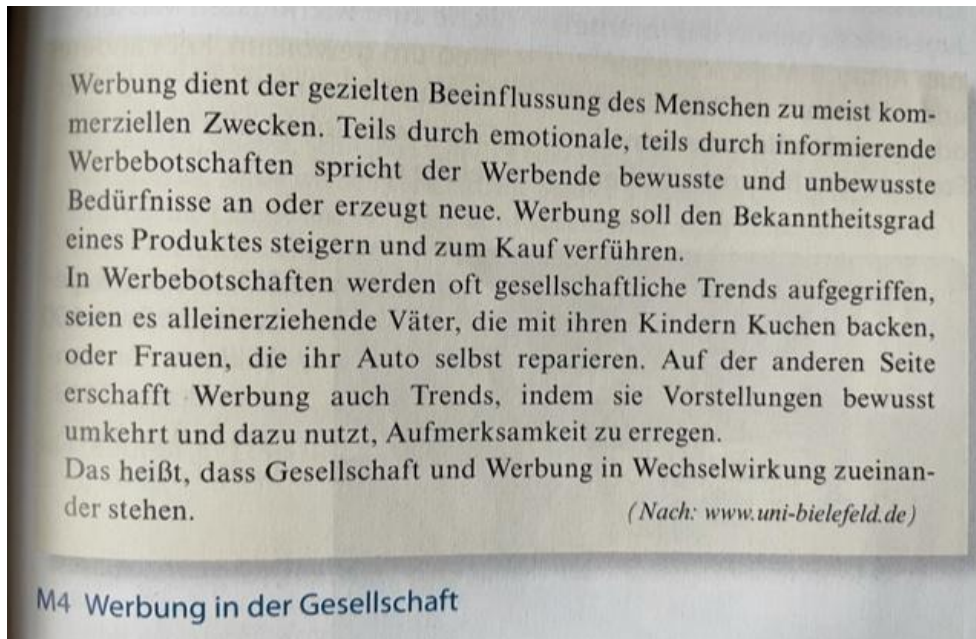 Werbung dient der gezielten Beeinflussung des Menschen zu meist kom-
merziellen Zwecken. Teils durch emotionale, teils durch informierende
Werbebotschaften spricht der Werbende bewusste und unbewusste
Bedürfnisse an oder erzeugt neue. Werbung soll den Bekanntheitsgrad
eines Produktes steigern und zum Kauf verführen.
In Werbebotschaften werden oft gesellschaftliche Trends aufgegriffen,
seien es alleinerziehende Väter, die mit ihren Kindern Kuchen backen,
oder Frauen, die ihr Auto selbst reparieren. Auf der anderen Seite
erschafft Werbung auch Trends, indem sie Vorstellungen bewusst
umkehrt und dazu nutzt, Aufmerksamkeit zu erregen.
Das heißt, dass Gesellschaft und Werbung in Wechselwirkung zueinan-
der stehen. (Nach: www.uni-bielefeld.de)
M4 Werbung in der Gesellschaft